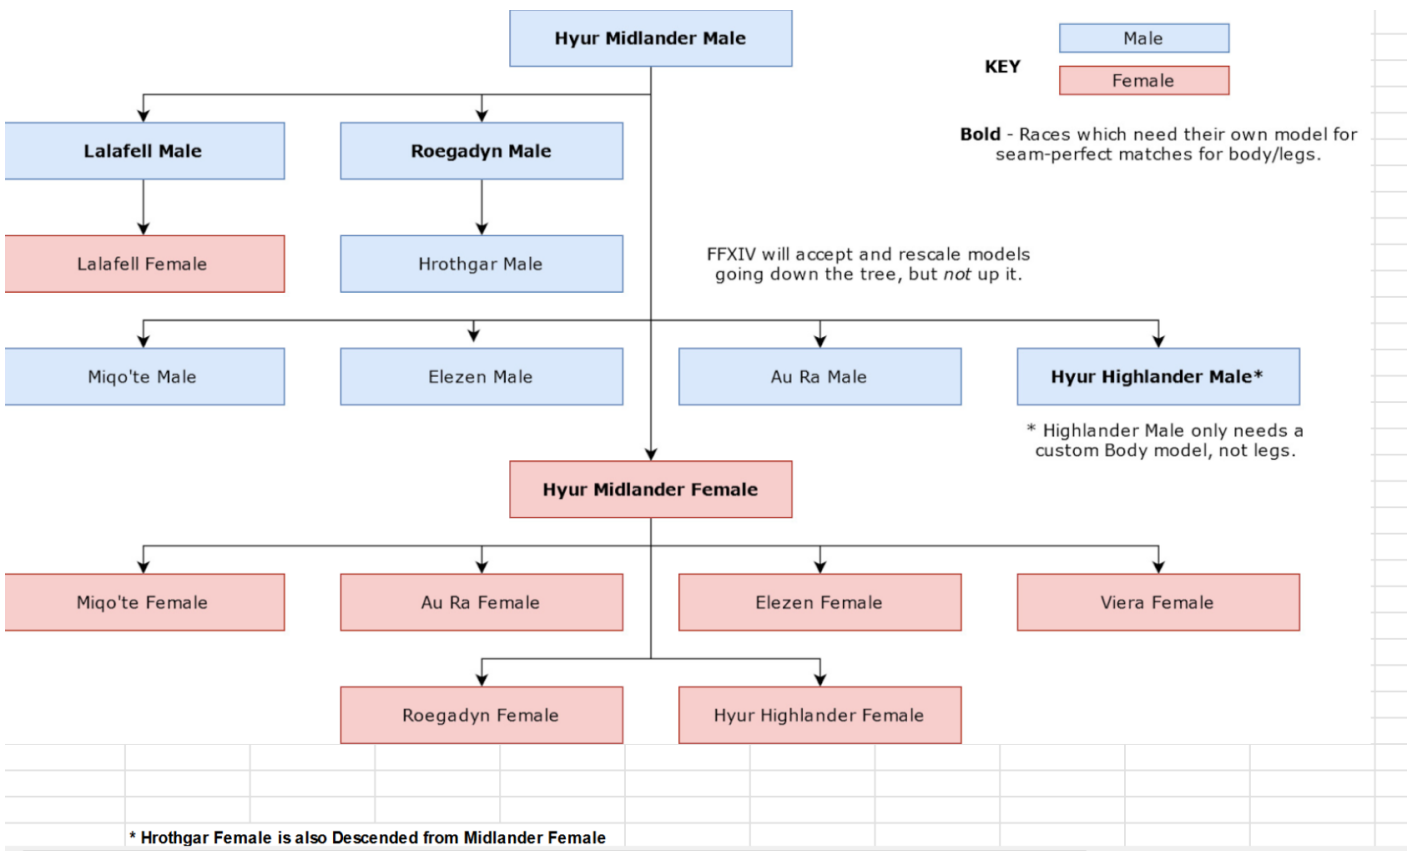 Hyur Midlander Male
Male
KEY
Female
Bold - Races which need their own model for
seam-perfect matches for body/legs.
Lalafell Male
Roegadyn Male
Lalafell Female
Hrothgar Male
FFXIV will accept and rescale models
going down the tree, but not up it.
Miqo'te Male
Elezen Male
Au Ra Male
Hyur Highlander Male*
* Highlander Male only needs a
custom Body model, not legs.
Hyur Midlander Female
Miqo'te Female
Au Ra Female
Elezen Female
Viera Female
Roegadyn Female
Hyur Highlander Female
* Hrothgar Female is also Descended from Midlander Female